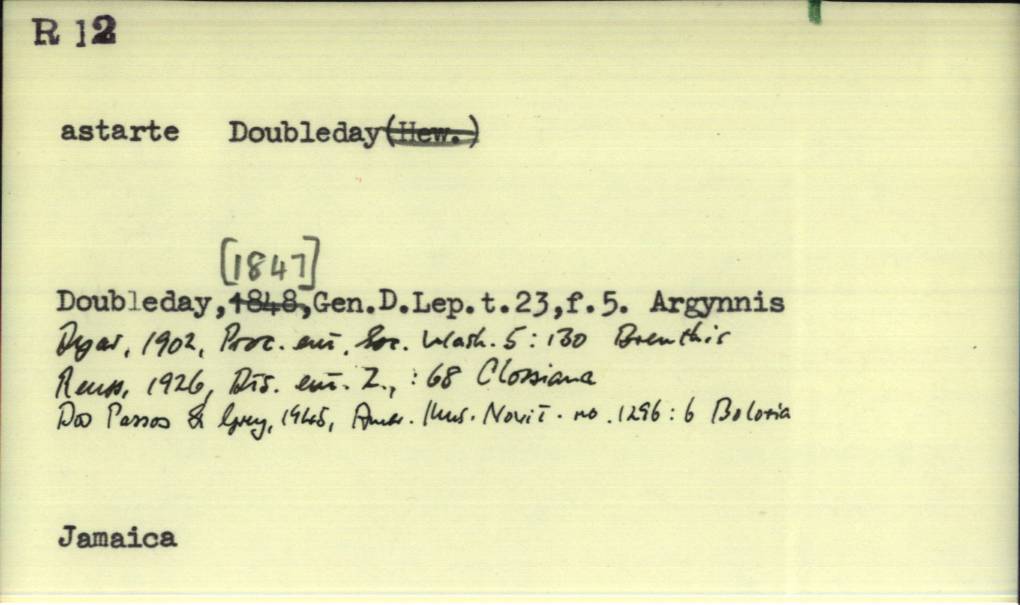 R 12
astarte Doubleday(Hew.)
[1847]
Doubleday,1848,Gen.D.Lep.t.23,f.5. Argynnis
Dyar, 1902, Proc. ent. Soc. Wash. 5: 130 Brenthis
Reuss, 1926, Dts. ent. Z., : 68 Clossiana
Dos Passos & Grey, 1945, Amer. Mus. Novit. no. 1296: 6 Boloria
Jamaica